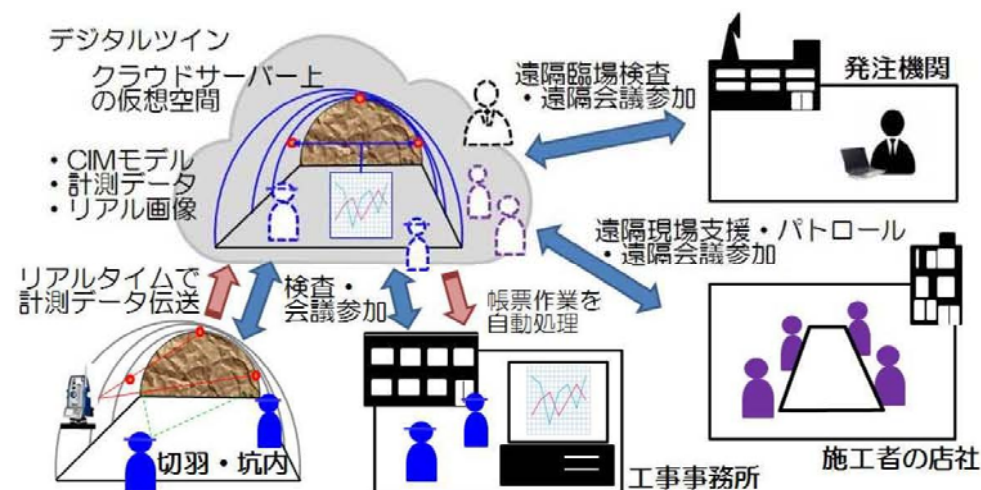 デジタルツイン
クラウドサーバー上
の仮想空間
・CIMモデル
・計測データ
・リアル画像
遠隔臨場検査
・遠隔会議参加
発注機関
遠隔現場支援・パトロール
・遠隔会議参加
リアルタイムで
計測データ伝送
検査・
会議参加
帳票作業を
自動処理
切羽・坑内
工事事務所
施工者の店社